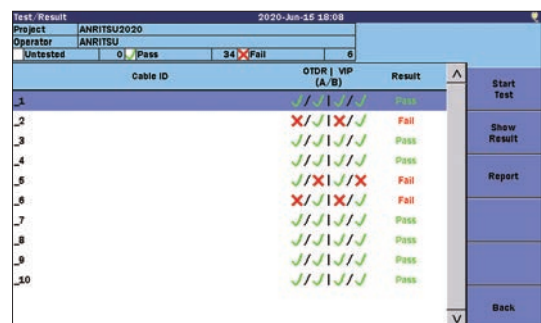 Test/Result 2020-Jun-15 18:08
Project ANRITSU2020
Operator ANRITSU
Untested 0 Pass 34 Fail 6
Cable ID OTDR | VIP (A/B) Result
_1 ✓/✓|✓/✓ Pass
_2 ✗/✓|✗/✓ Fail
_3 ✓/✓|✓/✓ Pass
_4 ✓/✓|✓/✓ Pass
_5 ✓/✗|✓/✗ Fail
_6 ✗/✓|✗/✓ Fail
_7 ✓/✓|✓/✓ Pass
_8 ✓/✓|✓/✓ Pass
_9 ✓/✓|✓/✓ Pass
_10 ✓/✓|✓/✓ Pass
Start
Test
Show
Result
Report
Back